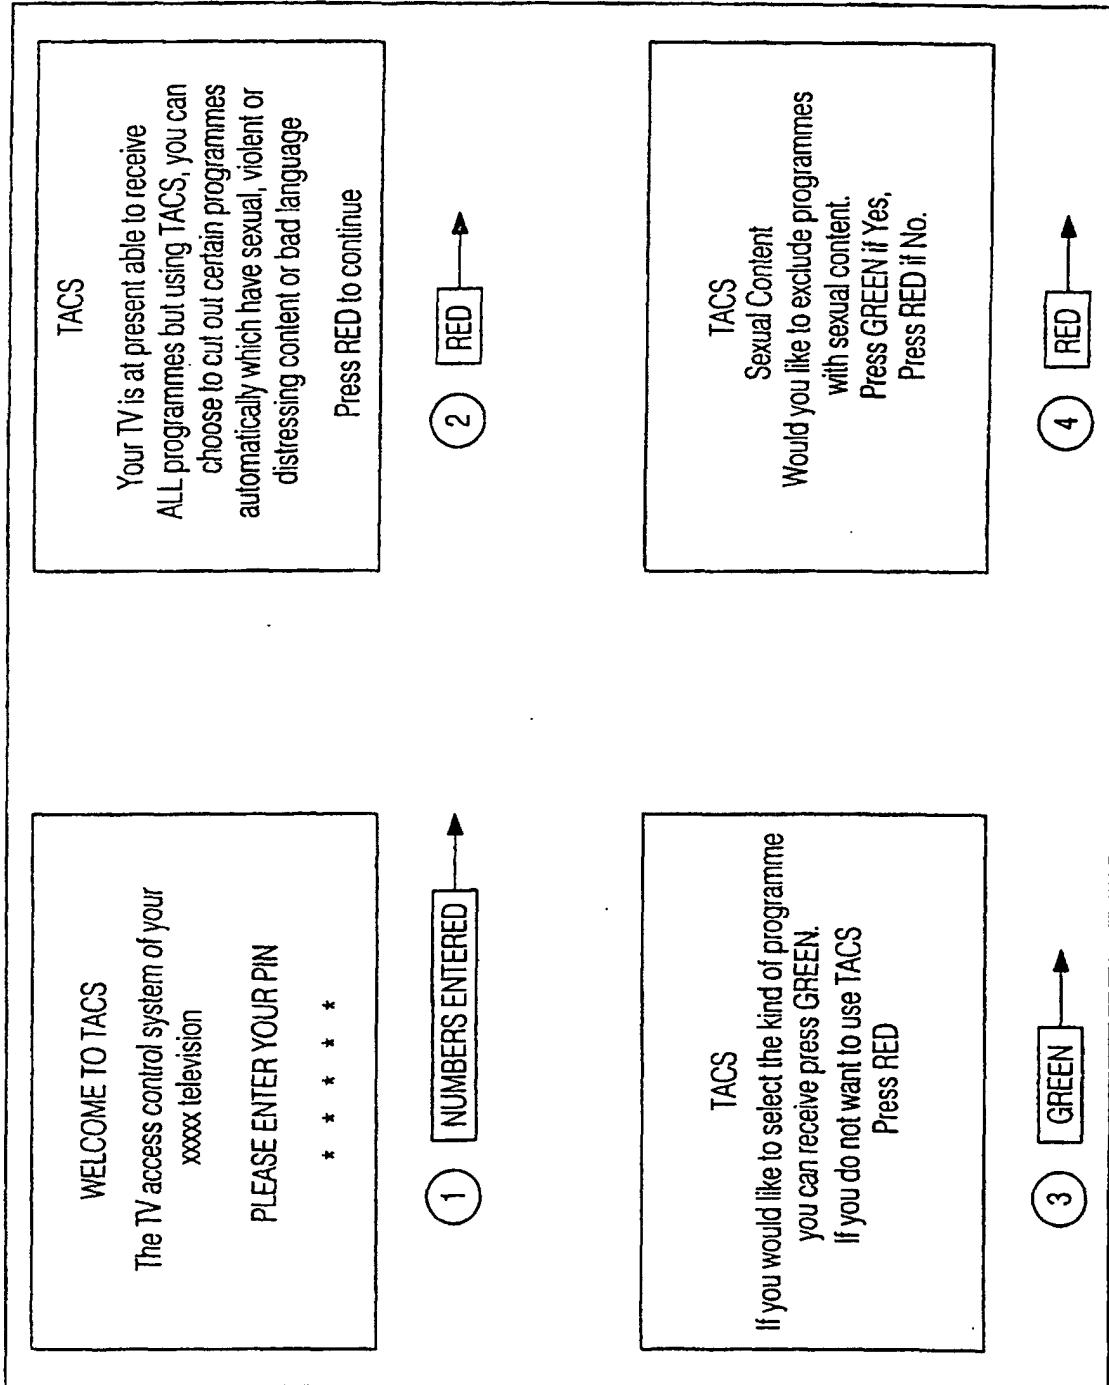 WELCOME TO TACS
The TV access control system of your
xxxxx television
PLEASE ENTER YOUR PIN
* * * * *
1 NUMBERS ENTERED
TACS
Your TV is at present able to receive
ALL programmes but using TACS, you can
choose to cut out certain programmes
automatically which have sexual, violent or
distressing content or bad language
Press RED to continue
2 RED
TACS
If you would like to select the kind of programme
you can receive press GREEN.
If you do not want to use TACS
Press RED
3 GREEN
TACS
Sexual Content
Would you like to exclude programmes
with sexual content.
Press GREEN if Yes,
Press RED if No.
4 RED